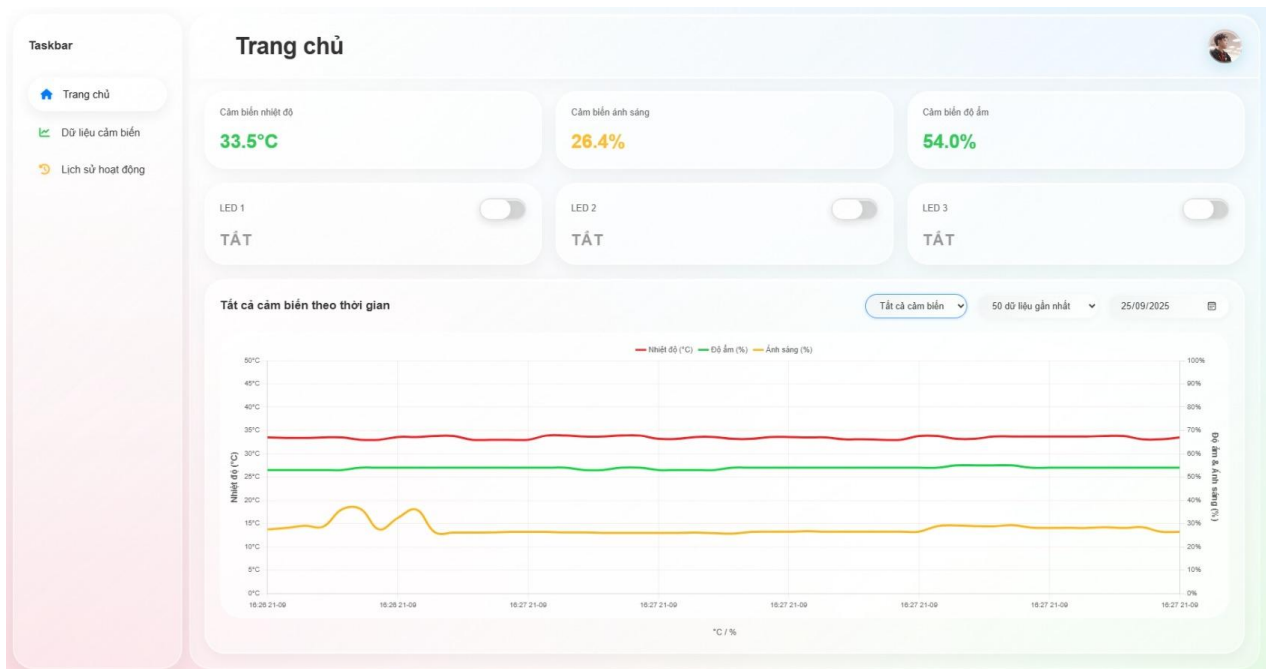 Taskbar
Trang chủ
Dữ liệu cảm biến
Lịch sử hoạt động
Trang chủ
Cảm biến nhiệt độ
33.5°C
Cảm biến ánh sáng
26.4%
Cảm biến độ ẩm
54.0%
LED 1
TẮT
LED 2
TẮT
LED 3
TẮT
Tất cả cảm biến theo thời gian
Tất cả cảm biến
50 dữ liệu gần nhất
25/09/2025
Nhiệt độ (°C) Độ ẩm (%) Ánh sáng (%)
Nhiệt độ (°C)
50°C
45°C
40°C
35°C
30°C
25°C
20°C
15°C
10°C
5°C
0°C
100%
90%
80%
70%
60%
50%
40%
30%
20%
10%
0%
Độ ẩm & Ánh sáng (%)
16:26 21-09 16:26 21-09 16:27 21-09 16:27 21-09 16:27 21-09 16:27 21-09 16:27 21-09 16:27 21-09
°C / %